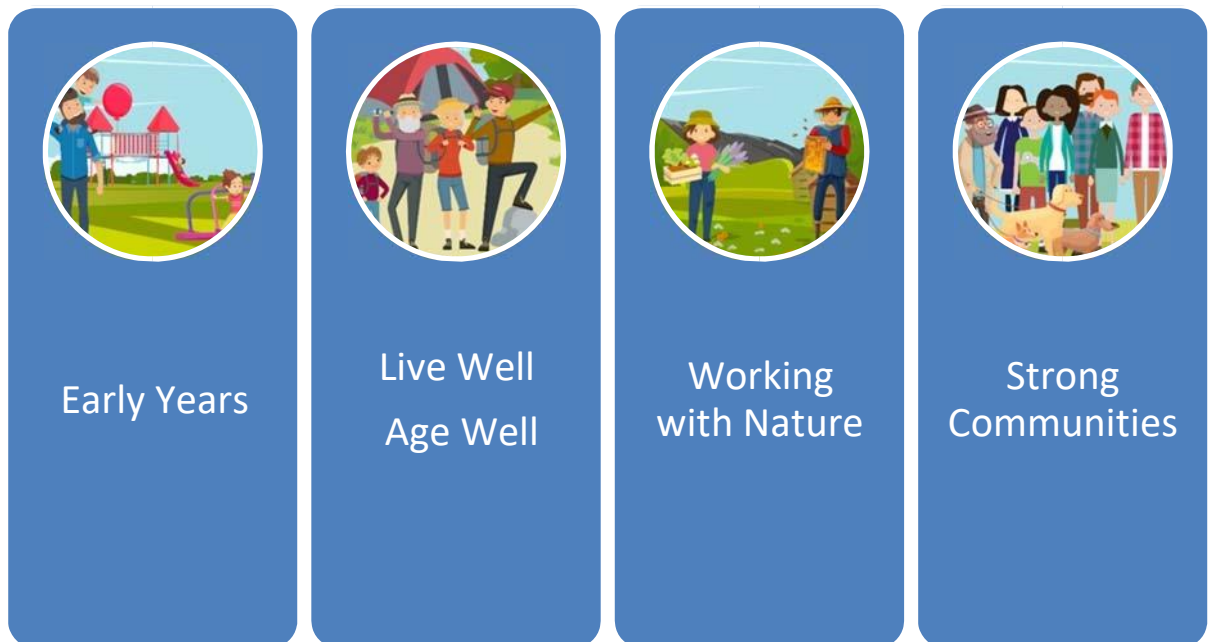 Early Years
Live Well
Age Well
Working
with Nature
Strong
Communities